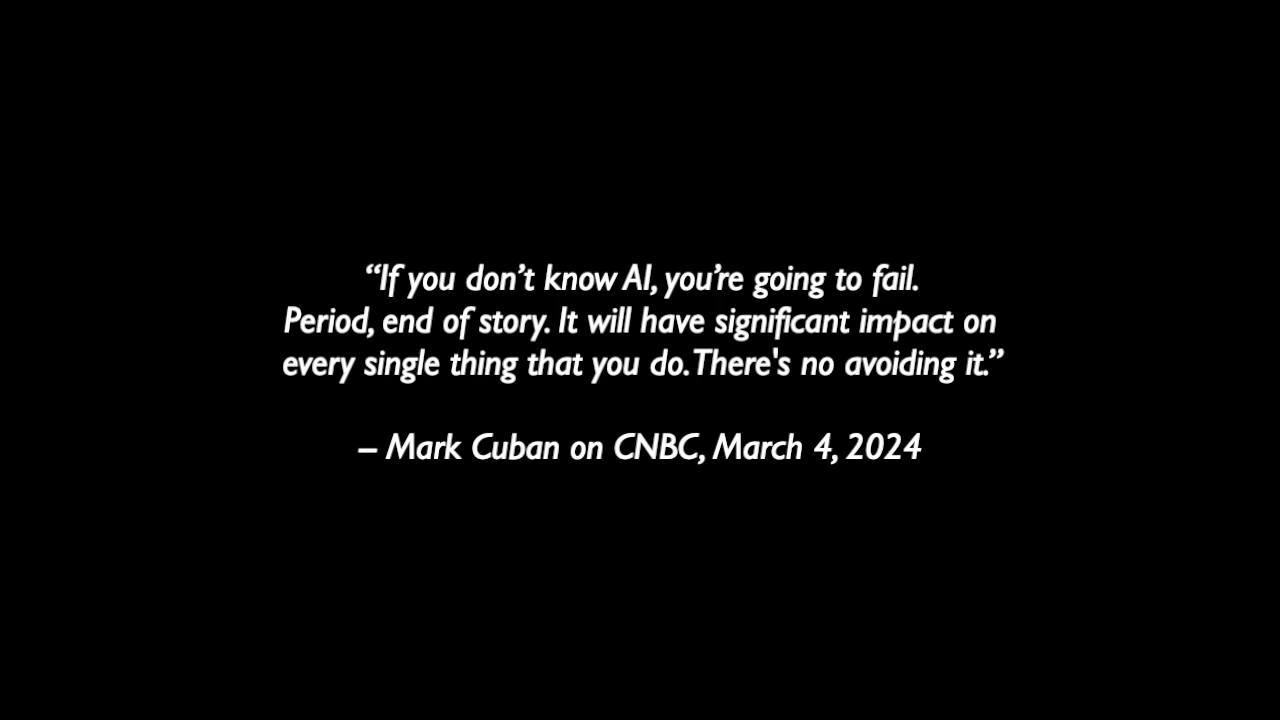 “If you don’t know AI, you’re going to fail.
Period, end of story. It will have significant impact on
every single thing that you do. There's no avoiding it.”
– Mark Cuban on CNBC, March 4, 2024